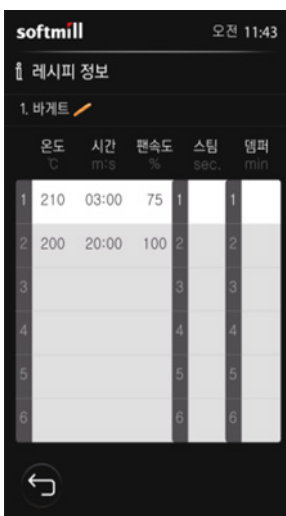 softmill 오전 11:43
레시피 정보
1. 바게트
온도 시간 팬속도 스팀 뎀퍼
℃ m:s % sec. min
1 210 03:00 75 1 1
2 200 20:00 100 2 2
3 3 3
4 4 4
5 5 5
6 6 6